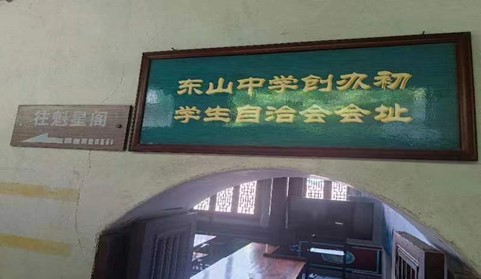 东山中学创办初
学生自治会会址
往魁星阁